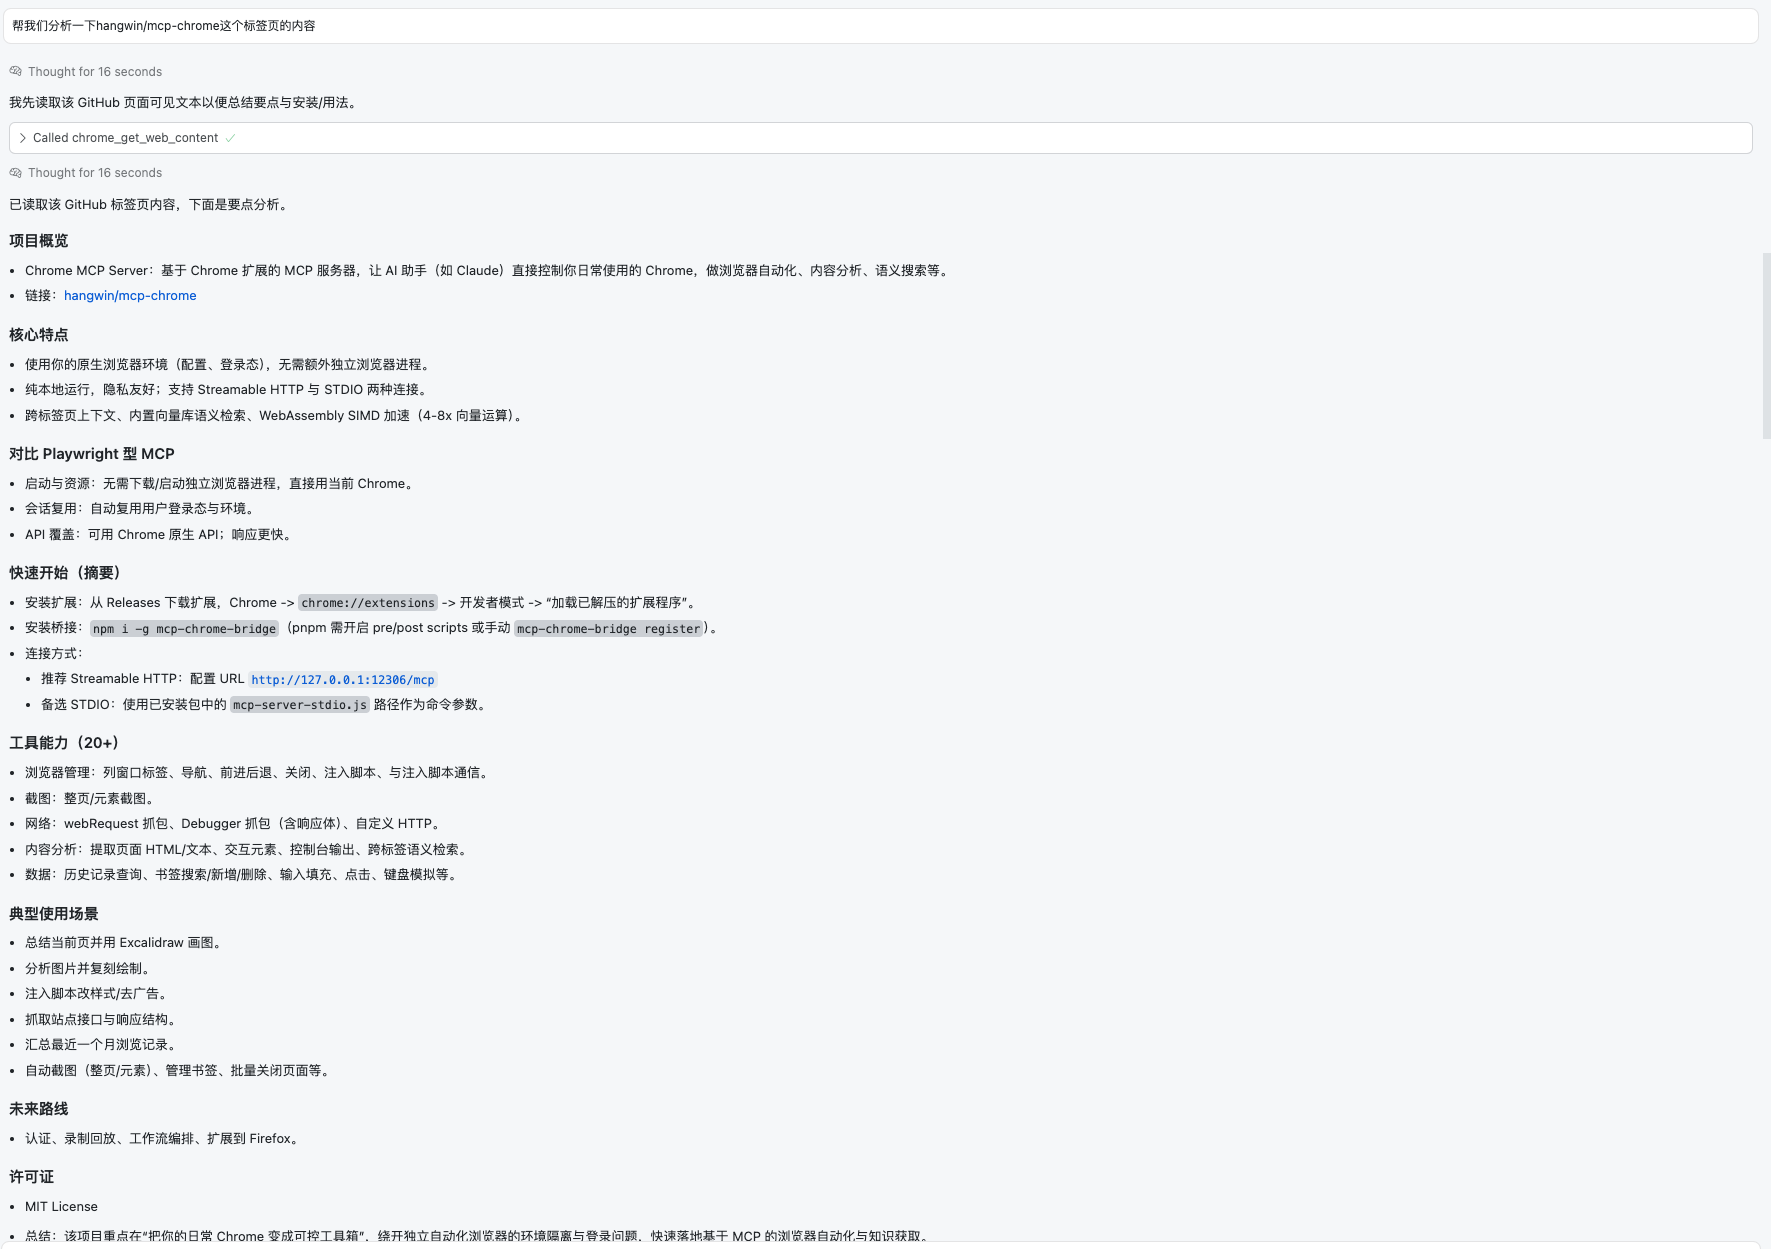 帮我们分析一下hangwin/mcp-chrome这个标签页的内容
Thought for 16 seconds
我先读取该 GitHub 页面可见文本以便总结要点与安装/用法。
Called chrome_get_web_content
Thought for 16 seconds
已读取该 GitHub 标签页内容，下面是要点分析。
项目概览
• Chrome MCP Server：基于 Chrome 扩展的 MCP 服务器，让 AI 助手（如 Claude）直接控制你日常使用的 Chrome，做浏览器自动化、内容分析、语义搜索等。
• 链接：hangwin/mcp-chrome
核心特点
• 使用你的原生浏览器环境（配置、登录态），无需额外独立浏览器进程。
• 纯本地运行，隐私友好；支持 Streamable HTTP 与 STDIO 两种连接。
• 跨标签页上下文、内置向量库语义检索、WebAssembly SIMD 加速（4-8x 向量运算）。
对比 Playwright 型 MCP
• 启动与资源：无需下载/启动独立浏览器进程，直接用当前 Chrome。
• 会话复用：自动复用用户登录态与环境。
• API 覆盖：可用 Chrome 原生 API；响应更快。
快速开始（摘要）
• 安装扩展：从 Releases 下载扩展，Chrome -> chrome://extensions -> 开发者模式 -> “加载已解压的扩展程序”。
• 安装桥接：npm i -g mcp-chrome-bridge（pnpm 需开启 pre/post scripts 或手动 mcp-chrome-bridge register）。
• 连接方式：
• 推荐 Streamable HTTP：配置 URL http://127.0.0.1:12306/mcp
• 备选 STDIO：使用已安装包中的 mcp-server-stdio.js 路径作为命令参数。
工具能力（20+）
• 浏览器管理：列窗口标签、导航、前进后退、关闭、注入脚本、与注入脚本通信。
• 截图：整页/元素截图。
• 网络：webRequest 抓包、Debugger 抓包（含响应体）、自定义 HTTP。
• 内容分析：提取页面 HTML/文本、交互元素、控制台输出、跨标签语义检索。
• 数据：历史记录查询、书签搜索/新增/删除、输入填充、点击、键盘模拟等。
典型使用场景
• 总结当前页并用 Excalidraw 画图。
• 分析图片并复刻绘制。
• 注入脚本改样式/去广告。
• 抓取站点接口与响应结构。
• 汇总最近一个月浏览记录。
• 自动截图（整页/元素）、管理书签、批量关闭页面等。
未来路线
• 认证、录制回放、工作流编排、扩展到 Firefox。
许可证
• MIT License
• 总结：该项目重点在“把你的日常 Chrome 变成可控工具箱”，绕开独立自动化浏览器的环境隔离与登录问题，快速落地基于 MCP 的浏览器自动化与知识获取。